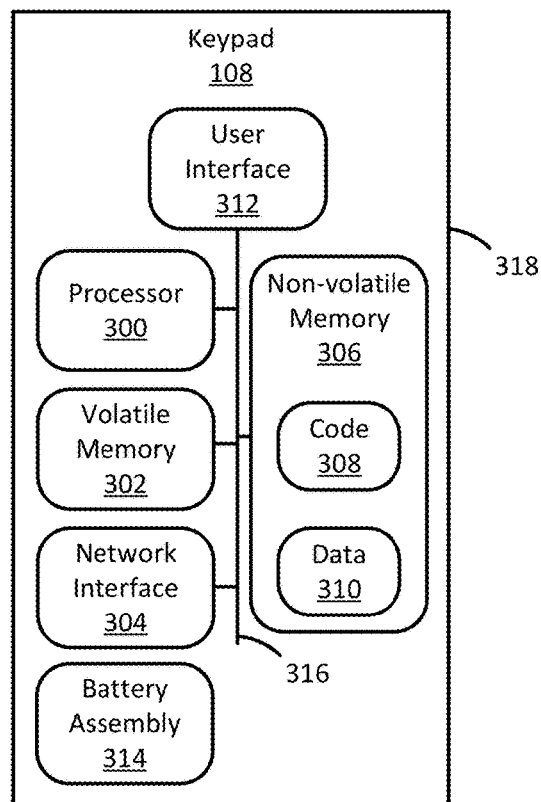 Keypad
108
User
Interface
312
Processor
300
Non-volatile
Memory
306
318
Volatile
Memory
302
Code
308
Network
Interface
304
Data
310
316
Battery
Assembly
314